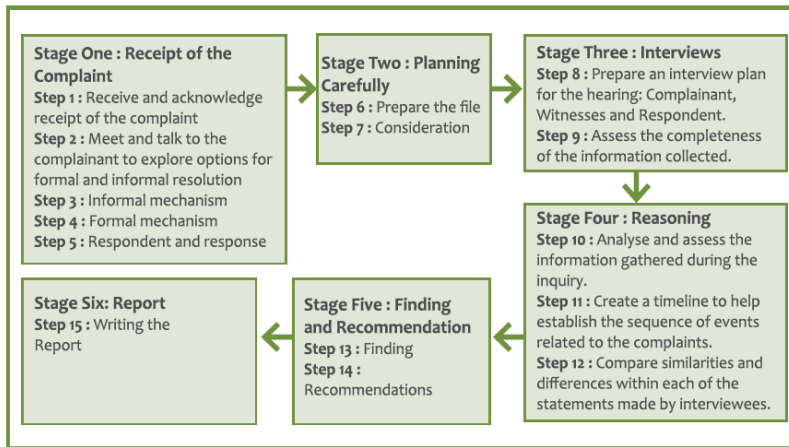 Stage One : Receipt of the
Complaint
Step 1 : Receive and acknowledge
receipt of the complaint
Step 2 : Meet and talk to the
complainant to explore options for
formal and informal resolution
Step 3 : Informal mechanism
Step 4 : Formal mechanism
Step 5 : Respondent and response
Stage Two : Planning
Carefully
Step 6 : Prepare the file
Step 7 : Consideration
Stage Three : Interviews
Step 8 : Prepare an interview plan
for the hearing: Complainant,
Witnesses and Respondent.
Step 9 : Assess the completeness
of the information collected.
Stage Four : Reasoning
Step 10 : Analyse and assess the
information gathered during the
inquiry.
Step 11 : Create a timeline to help
establish the sequence of events
related to the complaints.
Step 12 : Compare similarities and
differences within each of the
statements made by interviewees.
Stage Five : Finding
and Recommendation
Step 13 : Finding
Step 14 :
Recommendations
Stage Six: Report
Step 15 : Writing the
Report